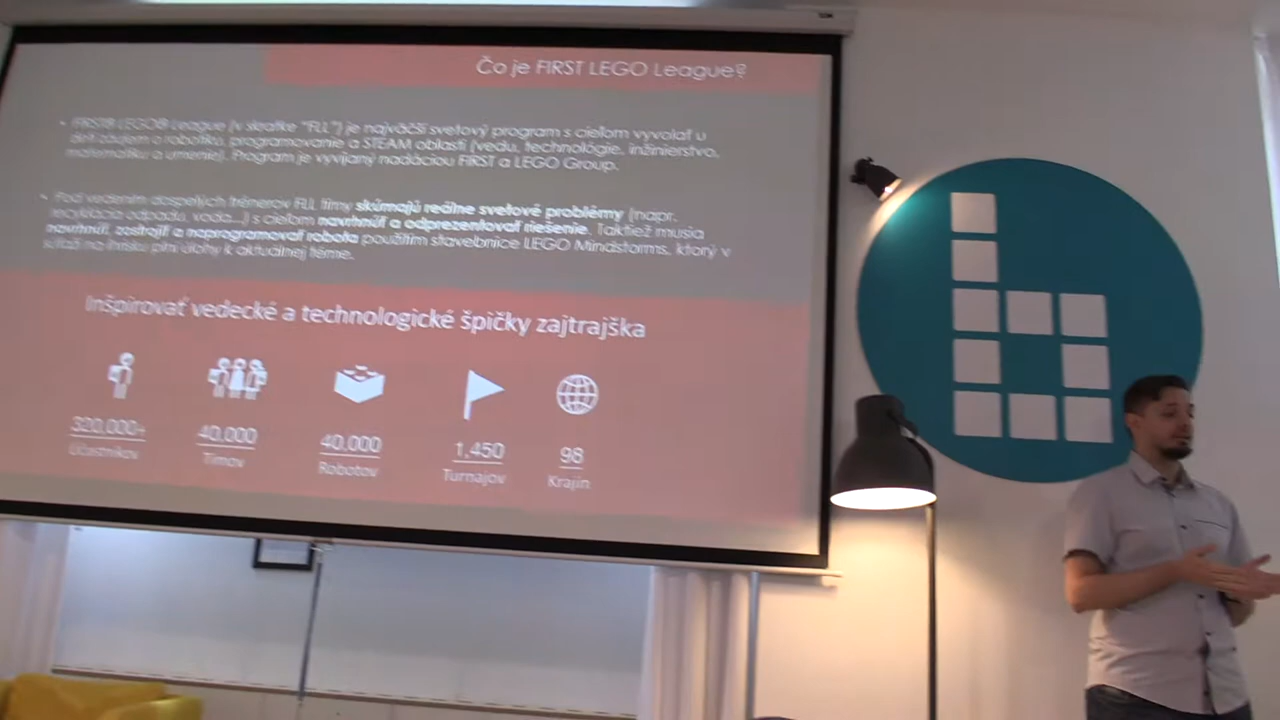 Čo je FIRST LEGO League?
• FIRST® LEGO® League (v skratke "FLL") je najväčší svetový program s cieľom vyvolať u
detí záujem o robotiku, programovanie a STEAM oblasti (vedu, technológie, inžinierstvo,
matematiku a umenie). Program je vyvíjaný nadáciou FIRST a LEGO Group.
• Pod vedením dospelých trénerov FLL tímy skúmajú reálne svetové problémy (napr.
recyklácia odpadu, voda...) s cieľom navrhnúť a odprezentovať riešenie. Taktiež musia
navrhnúť, zostrojiť a naprogramovať robota použitím stavebnice LEGO Mindstorms, ktorý v
súťaži na ihrisku plní úlohy k aktuálnej téme.
Inšpirovať vedecké a technologické špičky zajtrajška
320,000+ 40,000 40,000 1,450 98
Účastníkov Tímov Robotov Turnajov Krajín